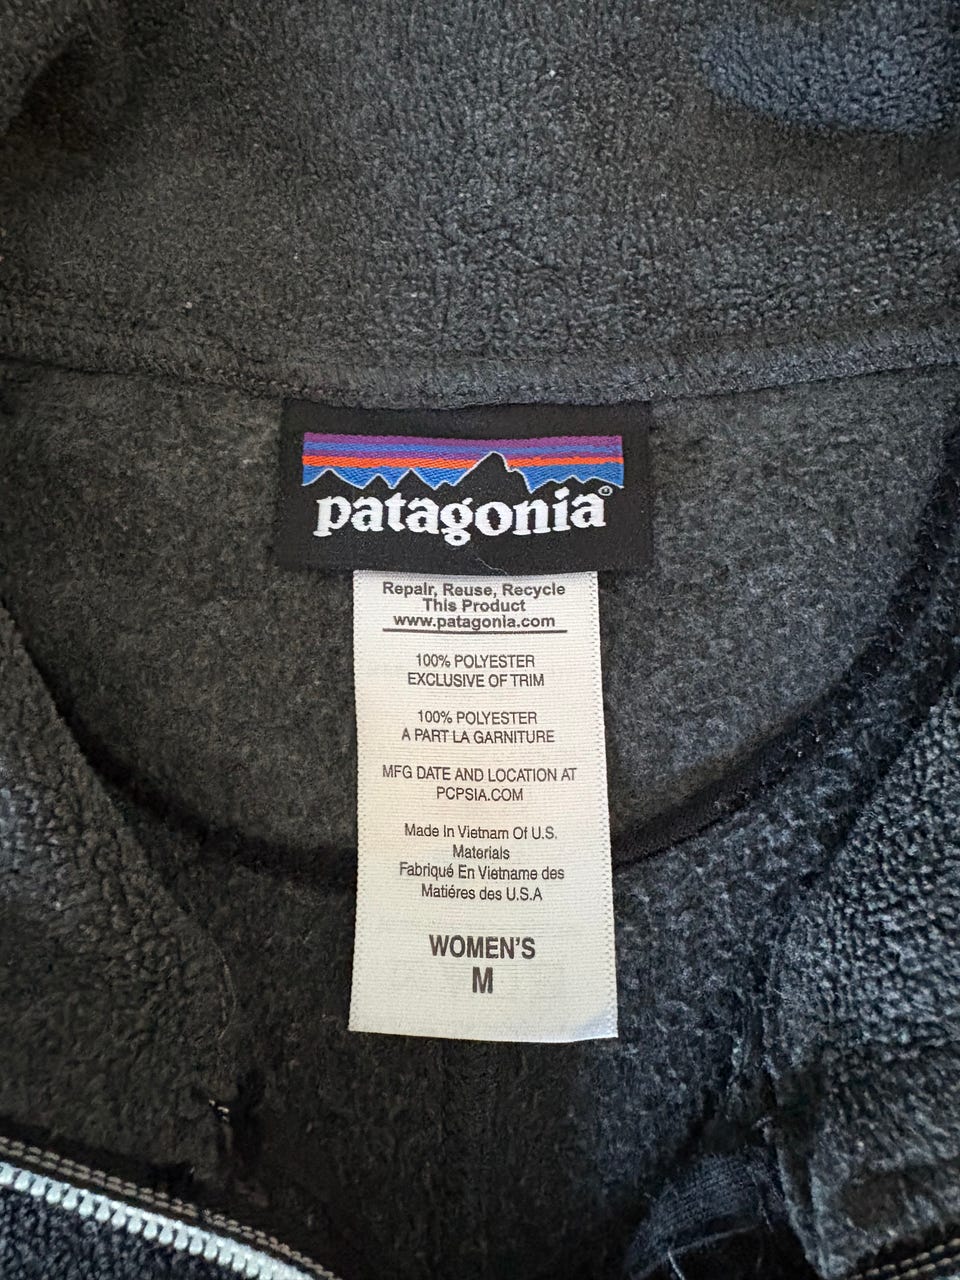 patagonia®
Repair, Reuse, Recycle
This Product
www.patagonia.com
100% POLYESTER
EXCLUSIVE OF TRIM
100% POLYESTER
A PART LA GARNITURE
MFG DATE AND LOCATION AT
PCPSIA.COM
Made In Vietnam Of U.S.
Materials
Fabriqué En Viétname des
Matiéres des U.S.A
WOMEN'S
M